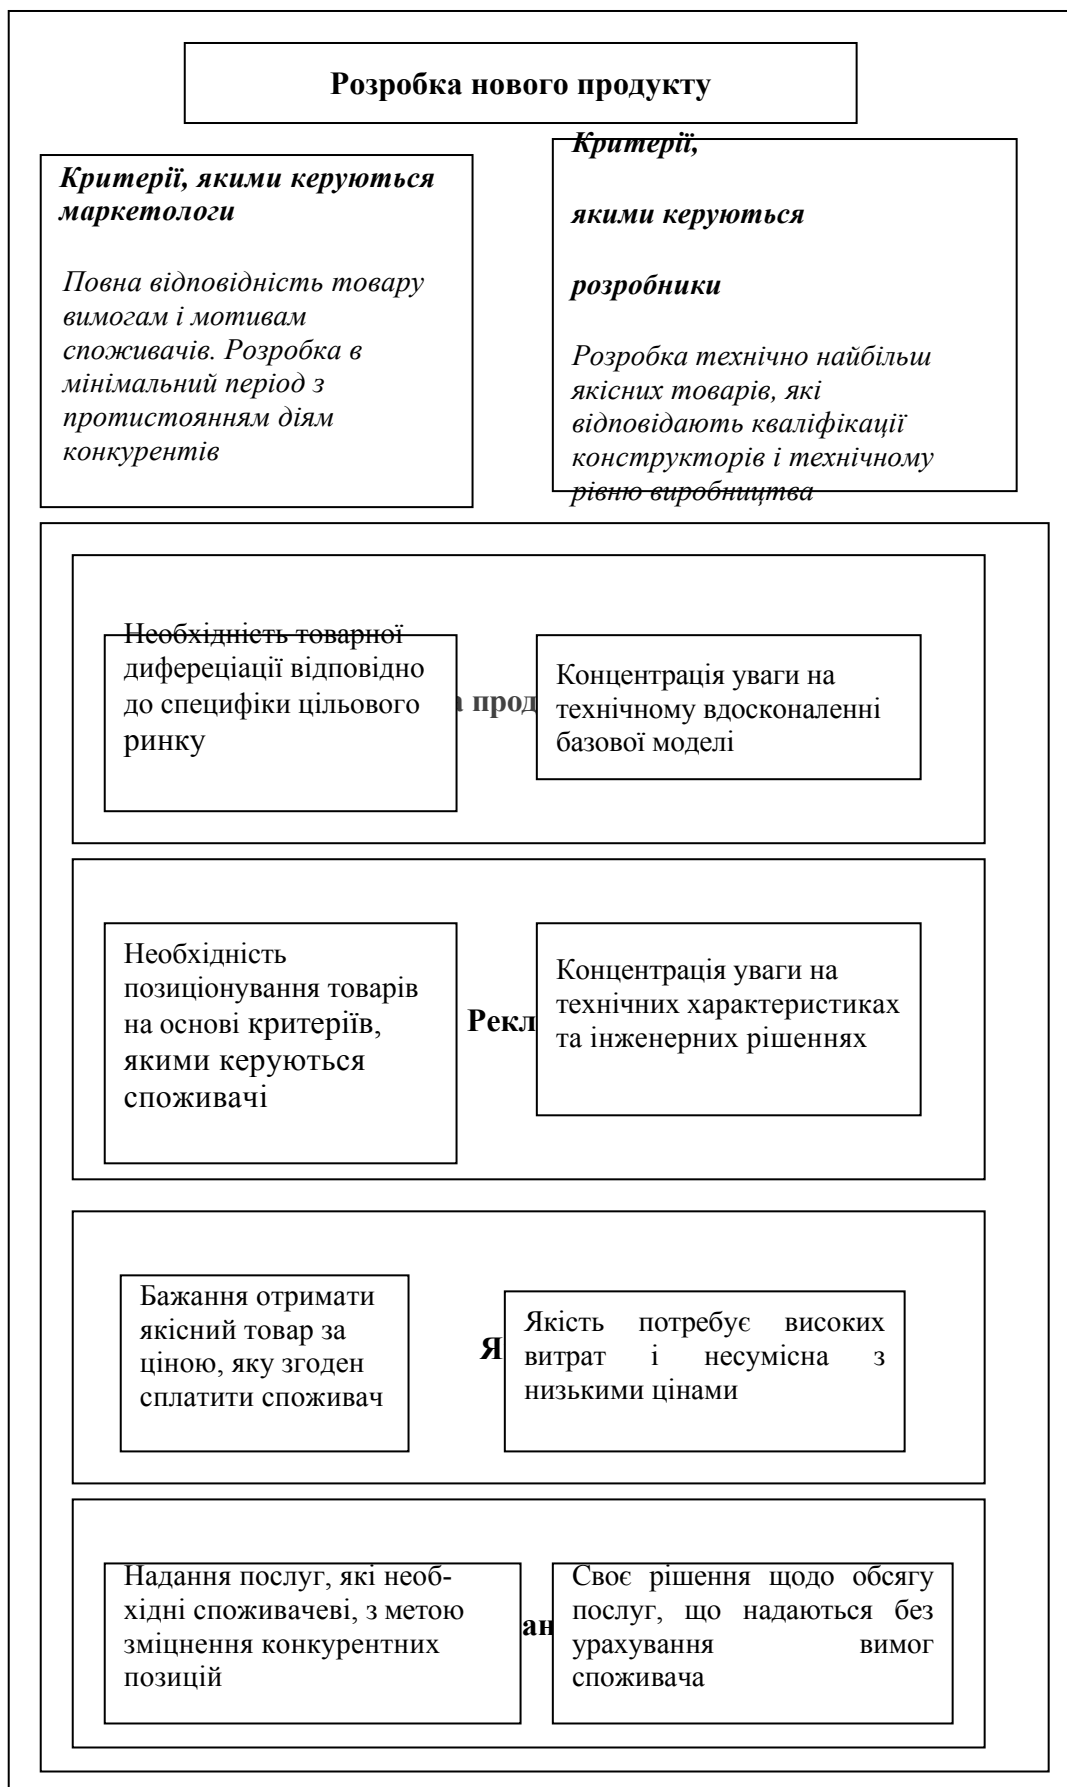 Розробка нового продукту
Критерії, якими керуються
маркетологи
Повна відповідність товару
вимогам і мотивам
споживачів. Розробка в
мінімальний період з
протистоянням діям
конкурентів
Критерії,
якими керуються
розробники
Розробка технічно найбільш
якісних товарів, які
відповідають кваліфікації
конструкторів і технічному
рівню виробництва
Необхідність товарної
дифереціації відповідно
до специфіки цільового
ринку
прод
Концентрація уваги на
технічному вдосконаленні
базової моделі
Необхідність
позиціонування товарів
на основі критеріїв,
якими керуються
споживачі
Рекл
Концентрація уваги на
технічних характеристиках
та інженерних рішеннях
Бажання отримати
якісний товар за
ціною, яку згоден
сплатити споживач
Я
Якість потребує високих
витрат і несумісна з
низькими цінами
Надання послуг, які необ-
хідні споживачеві, з метою
зміцнення конкурентних
позицій
ан
Своє рішення щодо обсягу
послуг, що надаються без
урахування вимог
споживача